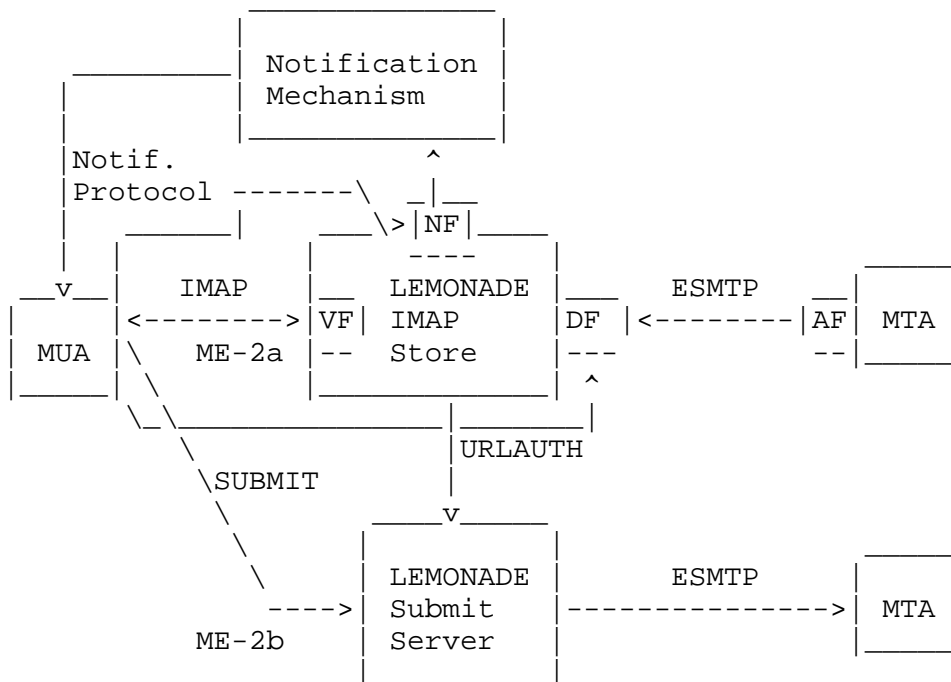 Notification
Mechanism
Notif.
Protocol
NF
IMAP LEMONADE ESMTP
VF IMAP DF AF MTA
MUA ME-2a Store
URLAUTH
SUBMIT
LEMONADE ESMTP
Submit MTA
ME-2b Server